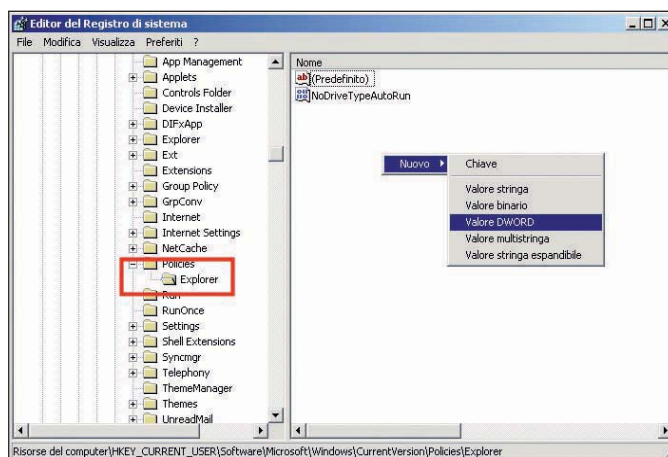 Editor del Registro di sistema
File Modifica Visualizza Preferiti ?
App Management
Applets
Controls Folder
Device Installer
DIFxApp
Explorer
Ext
Extensions
Group Policy
GrpConv
Internet
Internet Settings
NetCache
Policies
Explorer
Run
RunOnce
Settings
Shell Extensions
Syncmgr
Telephony
ThemeManager
Themes
UnreadMail
Nome
(Predefinito)
NoDriveTypeAutoRun
Nuovo
Chiave
Valore stringa
Valore binario
Valore DWORD
Valore multistringa
Valore stringa espandibile
Risorse del computer\HKEY_CURRENT_USER\Software\Microsoft\Windows\CurrentVersion\Policies\Explorer